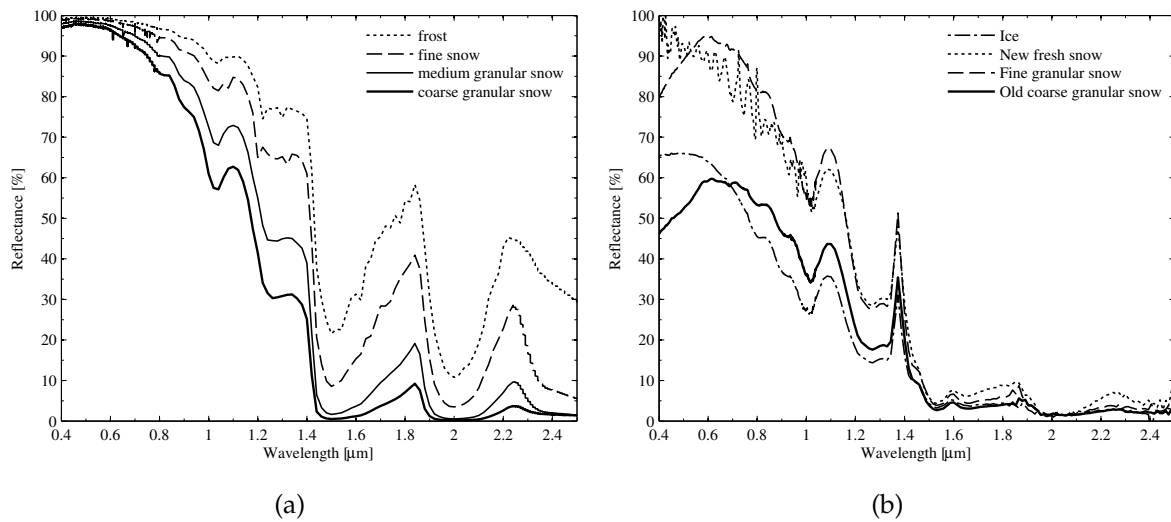 100
90
80
70
60
50
40
30
20
10
0
Reflectance [%]
0.4 0.6 0.8 1 1.2 1.4 1.6 1.8 2 2.2 2.4
Wavelength [µm]
frost
fine snow
medium granular snow
coarse granular snow
(a)
100
90
80
70
60
50
40
30
20
10
0
Reflectance [%]
0.4 0.6 0.8 1 1.2 1.4 1.6 1.8 2 2.2 2.4
Wavelength [µm]
Ice
New fresh snow
Fine granular snow
Old coarse granular snow
(b)